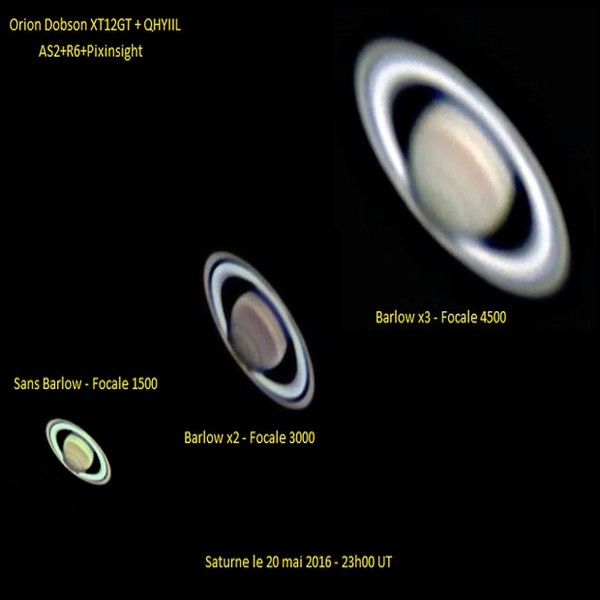 Orion Dobson XT12GT + QHYIIL
AS2+R6+Pixinsight
Barlow x3 - Focale 4500
Sans Barlow - Focale 1500
Barlow x2 - Focale 3000
Saturne le 20 mai 2016 - 23h00 UT